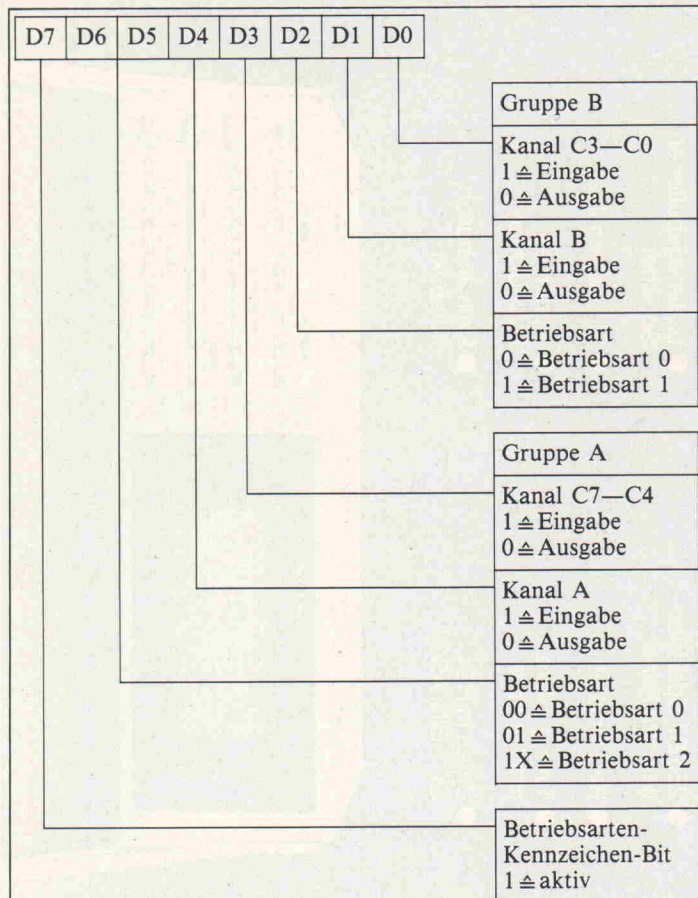 D7 D6 D5 D4 D3 D2 D1 D0
Gruppe B
Kanal C3—C0
1 ≙ Eingabe
0 ≙ Ausgabe
Kanal B
1 ≙ Eingabe
0 ≙ Ausgabe
Betriebsart
0 ≙ Betriebsart 0
1 ≙ Betriebsart 1
Gruppe A
Kanal C7—C4
1 ≙ Eingabe
0 ≙ Ausgabe
Kanal A
1 ≙ Eingabe
0 ≙ Ausgabe
Betriebsart
00 ≙ Betriebsart 0
01 ≙ Betriebsart 1
1X ≙ Betriebsart 2
Betriebsarten-
Kennzeichen-Bit
1 ≙ aktiv